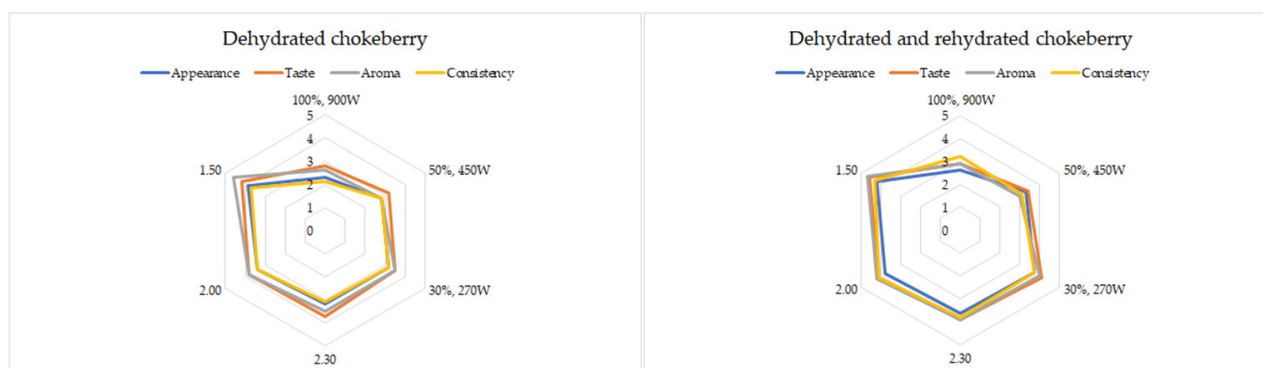 Dehydrated chokeberry
Appearance Taste Aroma Consistency
100%, 900W
5
4
3
2
1
0
50%, 450W
30%, 270W
2.30
2.00
1.50
Dehydrated and rehydrated chokeberry
Appearance Taste Aroma Consistency
100%, 900W
5
4
3
2
1
0
50%, 450W
30%, 270W
2.30
2.00
1.50